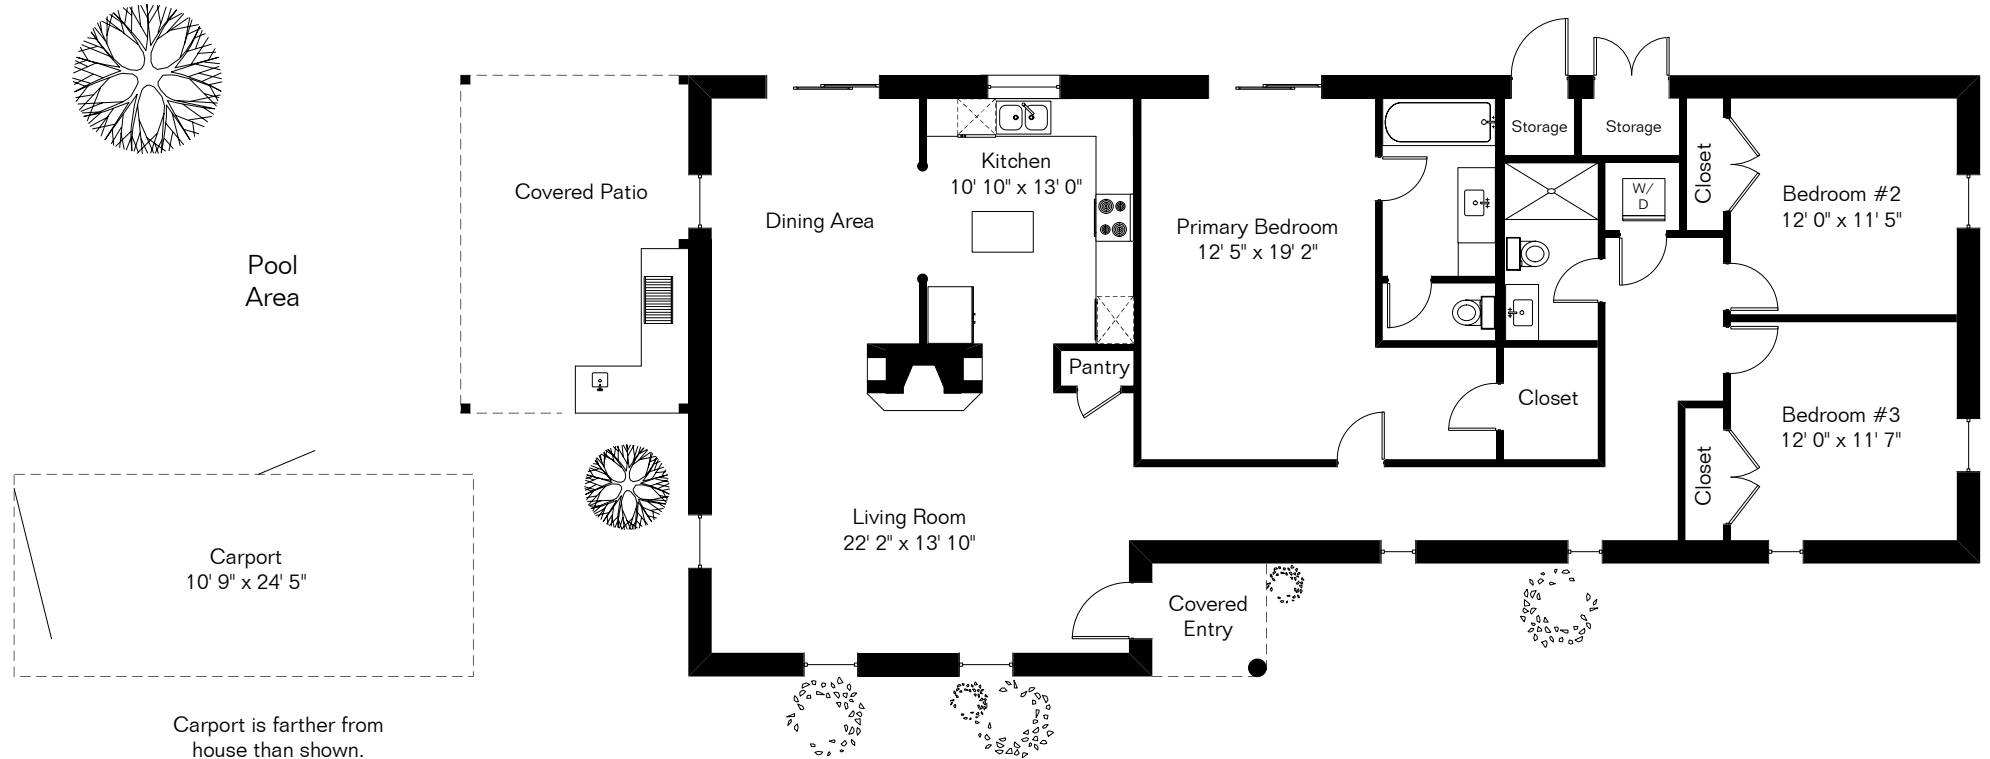 Storage
Storage
Closet
Kitchen
10' 10" x 13' 0"
Covered Patio
W/
D
Bedroom #2
12' 0" x 11' 5"
Dining Area
Primary Bedroom
12' 5" x 19' 2"
Pool
Area
Pantry
Closet
Bedroom #3
12' 0" x 11' 7"
Closet
Living Room
22' 2" x 13' 10"
Carport
10' 9" x 24' 5"
Covered
Entry
Carport is farther from
house than shown.